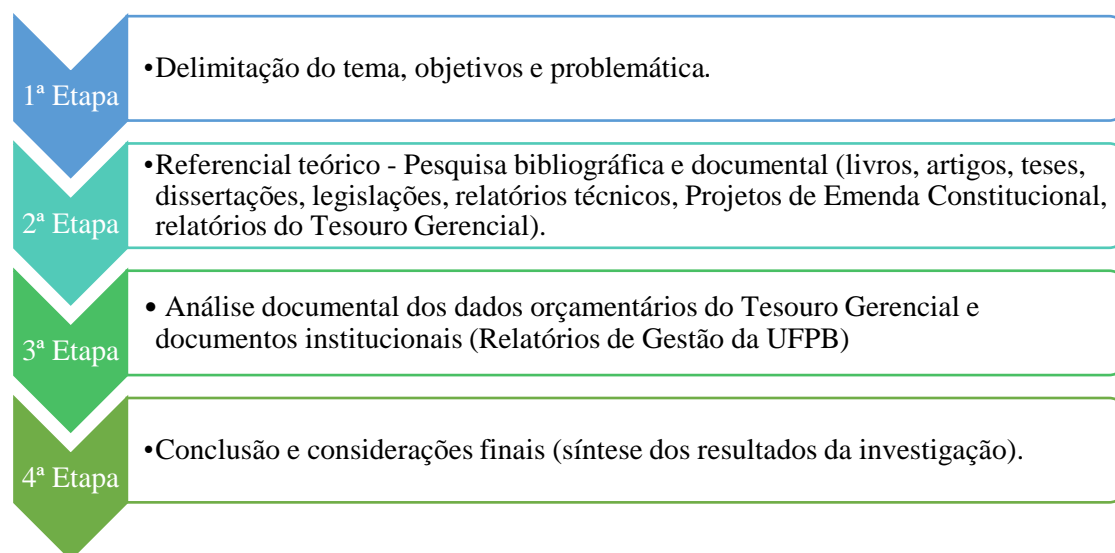 1ª Etapa
•Delimitação do tema, objetivos e problemática.
2ª Etapa
•Referencial teórico - Pesquisa bibliográfica e documental (livros, artigos, teses,
dissertações, legislações, relatórios técnicos, Projetos de Emenda Constitucional,
relatórios do Tesouro Gerencial).
3ª Etapa
• Análise documental dos dados orçamentários do Tesouro Gerencial e
documentos institucionais (Relatórios de Gestão da UFPB)
4ª Etapa
•Conclusão e considerações finais (síntese dos resultados da investigação).